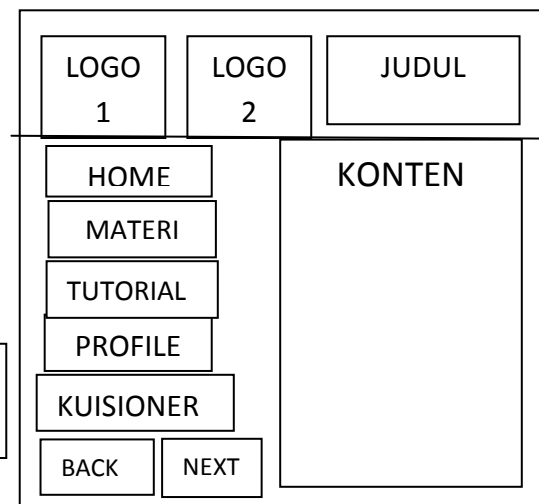 LOGO
1
LOGO
2
JUDUL
HOME
MATERI
TUTORIAL
PROFILE
KUISIONER
BACK
NEXT
KONTEN